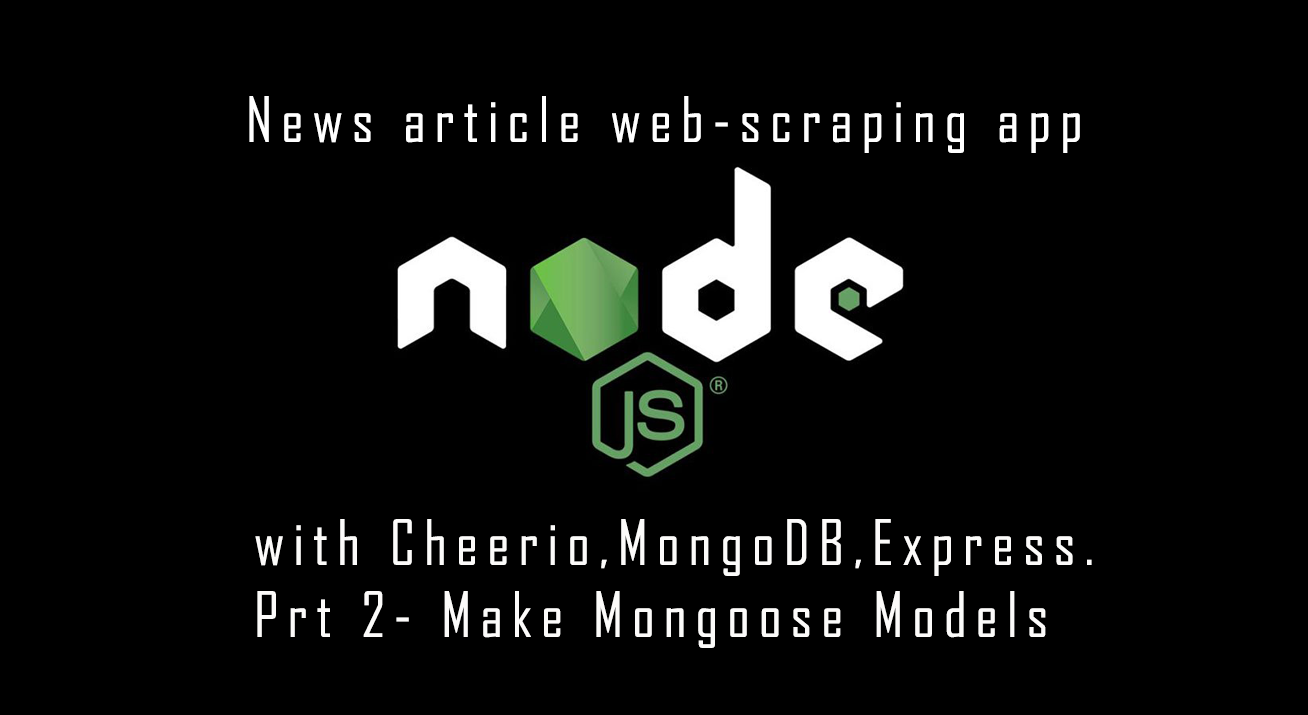 News article web-scraping app
node
JS®
with Cheerio,MongoDB,Express.
Prt 2- Make Mongoose Models